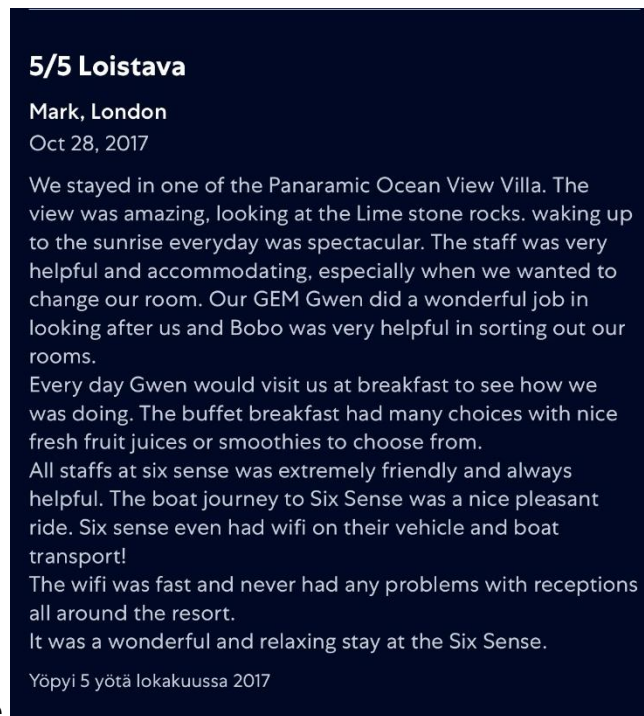 5/5 Loistava
Mark, London
Oct 28, 2017
We stayed in one of the Panaramic Ocean View Villa. The
view was amazing, looking at the Lime stone rocks. waking up
to the sunrise everyday was spectacular. The staff was very
helpful and accommodating, especially when we wanted to
change our room. Our GEM Gwen did a wonderful job in
looking after us and Bobo was very helpful in sorting out our
rooms.
Every day Gwen would visit us at breakfast to see how we
was doing. The buffet breakfast had many choices with nice
fresh fruit juices or smoothies to choose from.
All staffs at six sense was extremely friendly and always
helpful. The boat journey to Six Sense was a nice pleasant
ride. Six sense even had wifi on their vehicle and boat
transport!
The wifi was fast and never had any problems with receptions
all around the resort.
It was a wonderful and relaxing stay at the Six Sense.
Yöpyi 5 yötä lokakuussa 2017